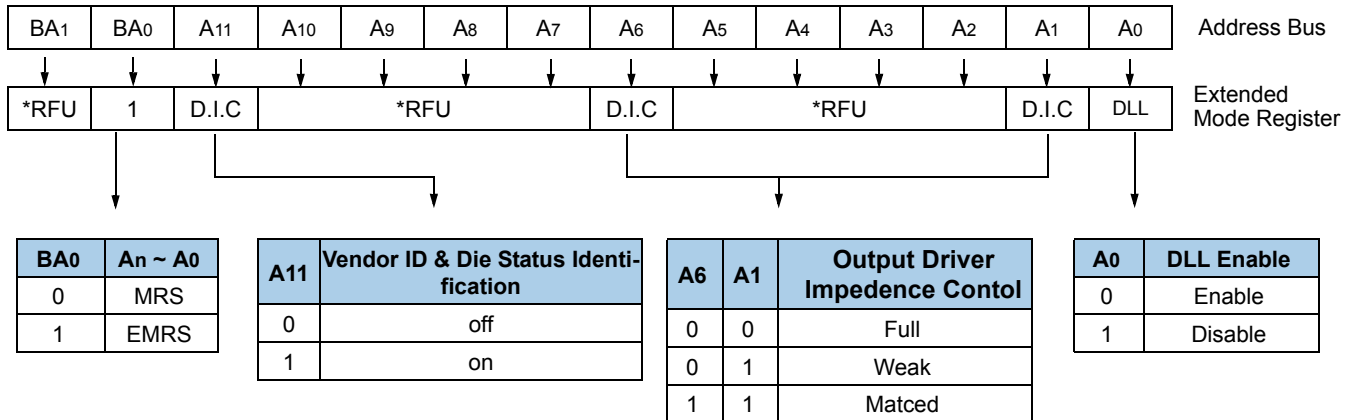 BA1 BA0 A11 A10 A9 A8 A7 A6 A5 A4 A3 A2 A1 A0 Address Bus
*RFU 1 D.I.C *RFU D.I.C *RFU D.I.C DLL Extended
Mode Register
BA0 An ~ A0
0 MRS
1 EMRS
A11 Vendor ID & Die Status Identi-
fication
0 off
1 on
A6 A1 Output Driver
Impedence Contol
0 0 Full
0 1 Weak
1 1 Matced
A0 DLL Enable
0 Enable
1 Disable